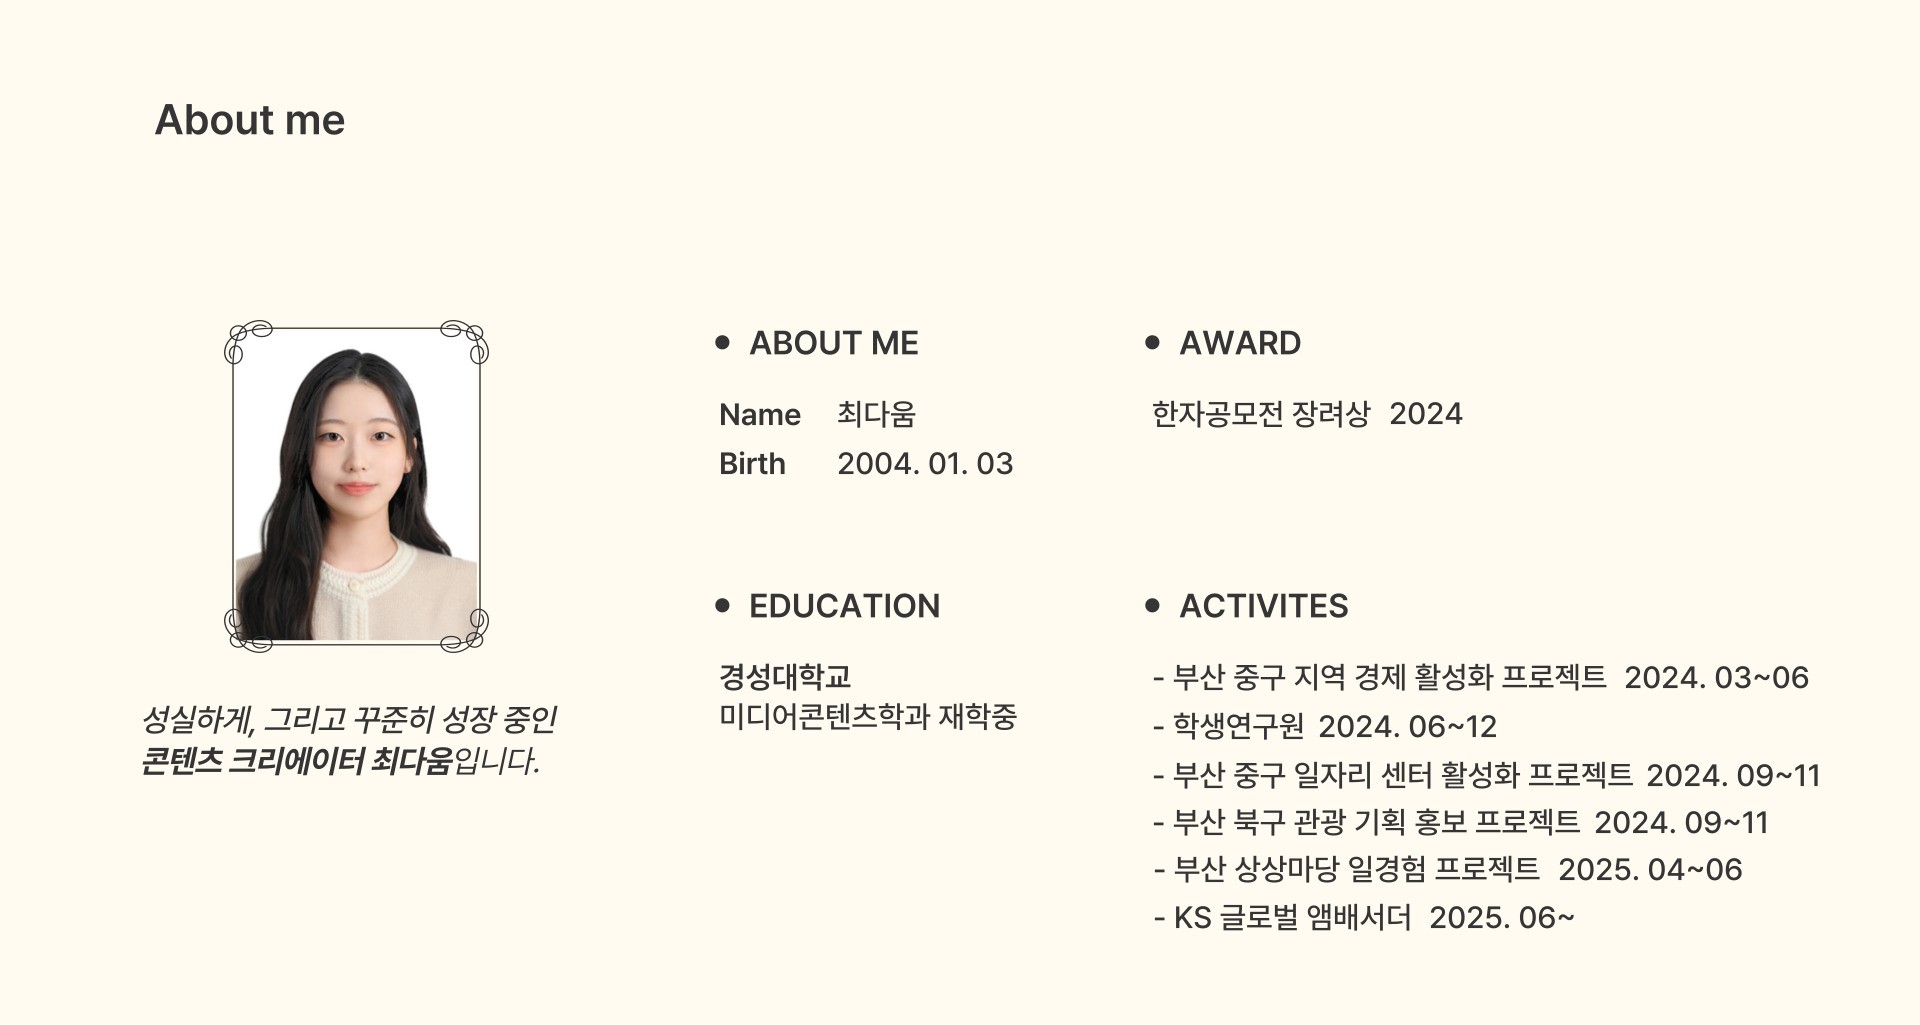 About me
성실하게, 그리고 꾸준히 성장 중인
콘텐츠 크리에이터 최다움입니다.
• ABOUT ME
Name 최다움
Birth 2004. 01. 03
• EDUCATION
경성대학교
미디어콘텐츠학과 재학중
• AWARD
한자공모전 장려상 2024
• ACTIVITES
- 부산 중구 지역 경제 활성화 프로젝트 2024. 03~06
- 학생연구원 2024. 06~12
- 부산 중구 일자리 센터 활성화 프로젝트 2024. 09~11
- 부산 북구 관광 기획 홍보 프로젝트 2024. 09~11
- 부산 상상마당 일경험 프로젝트 2025. 04~06
- KS 글로벌 앰배서더 2025. 06~